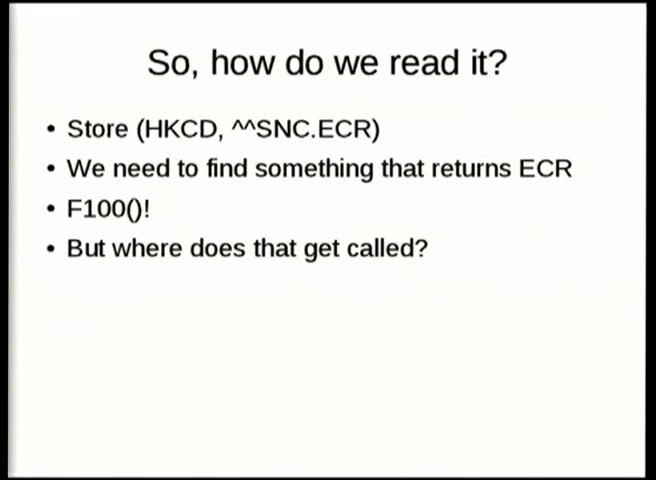 So, how do we read it?
• Store (HKCD, ^^SNC.ECR)
• We need to find something that returns ECR
• F100()!
• But where does that get called?